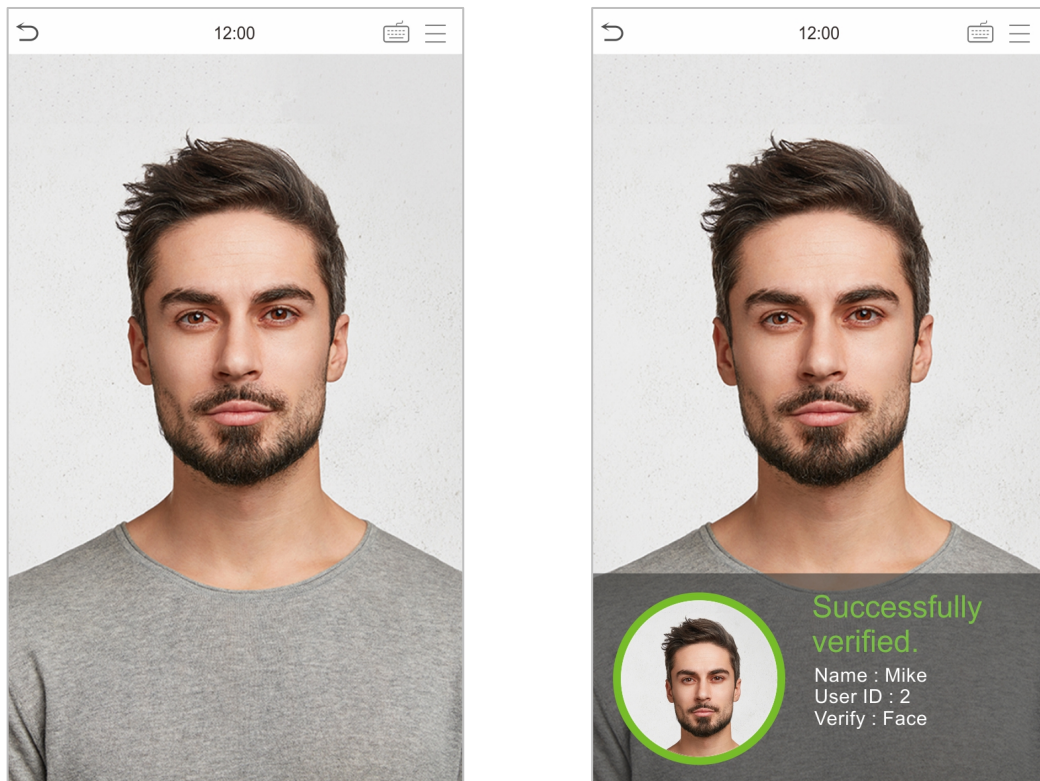 12:00
12:00
Successfully
verified.
Name : Mike
User ID : 2
Verify : Face